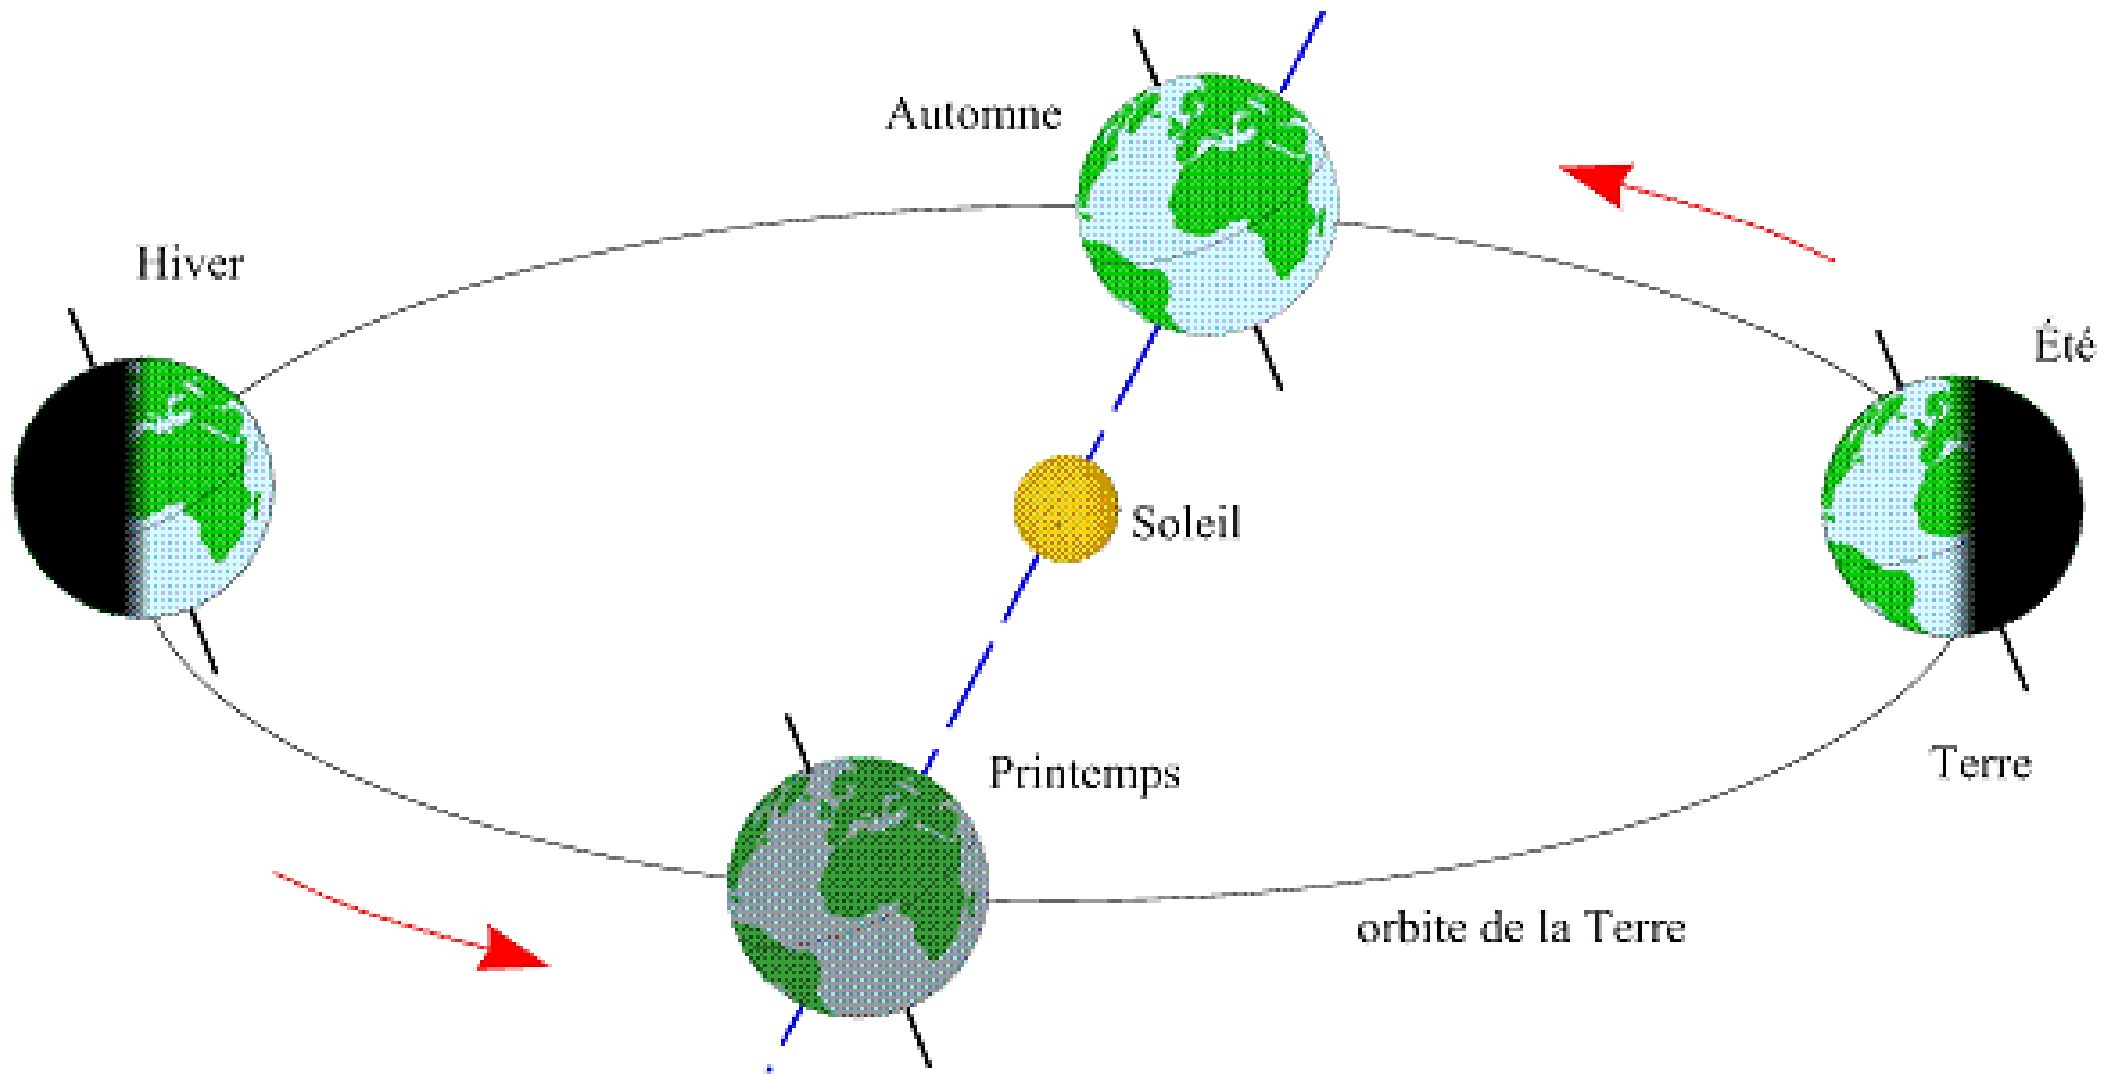 Automne
Hiver
Été
Soleil
Printemps
Terre
orbite de la Terre